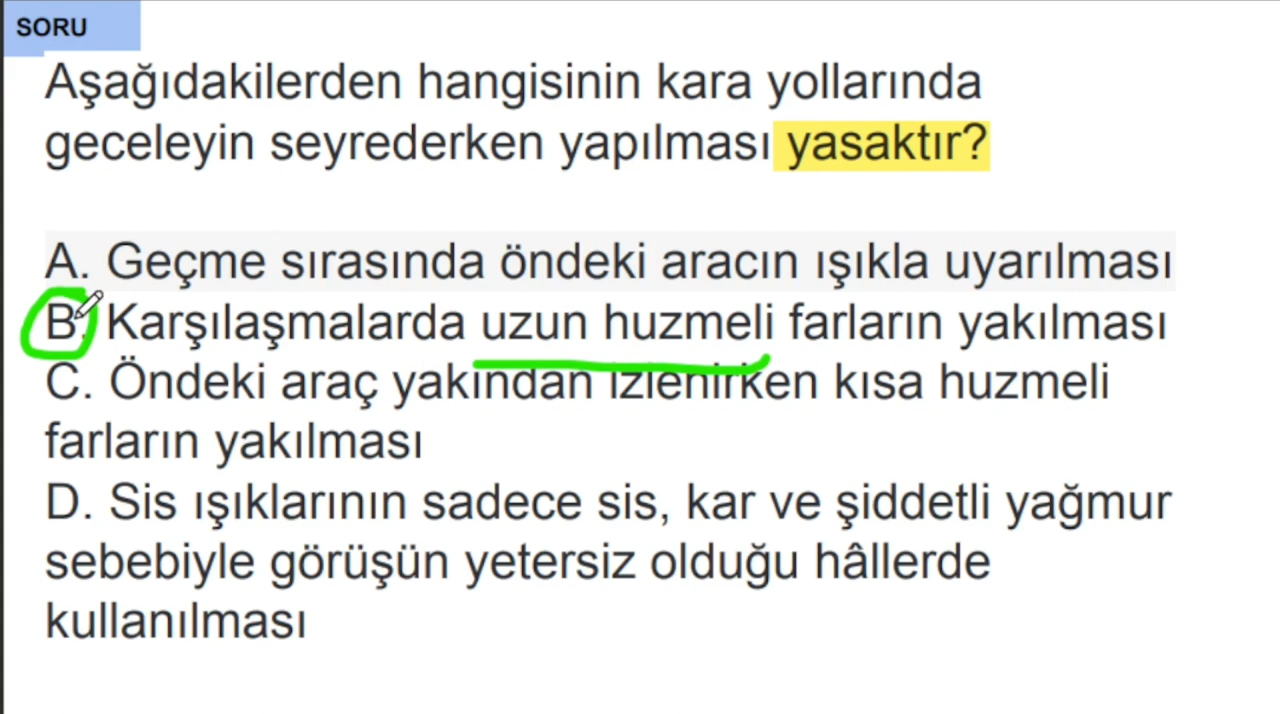 SORU
Aşağıdakilerden hangisinin kara yollarında
geceleyin seyrederken yapılması yasaktır?
A. Geçme sırasında öndeki aracın ışıkla uyarılması
B. Karşılaşmalarda uzun huzmeli farların yakılması
C. Öndeki araç yakından izlenirken kısa huzmeli
farların yakılması
D. Sis ışıklarının sadece sis, kar ve şiddetli yağmur
sebebiyle görüşün yetersiz olduğu hâllerde
kullanılması